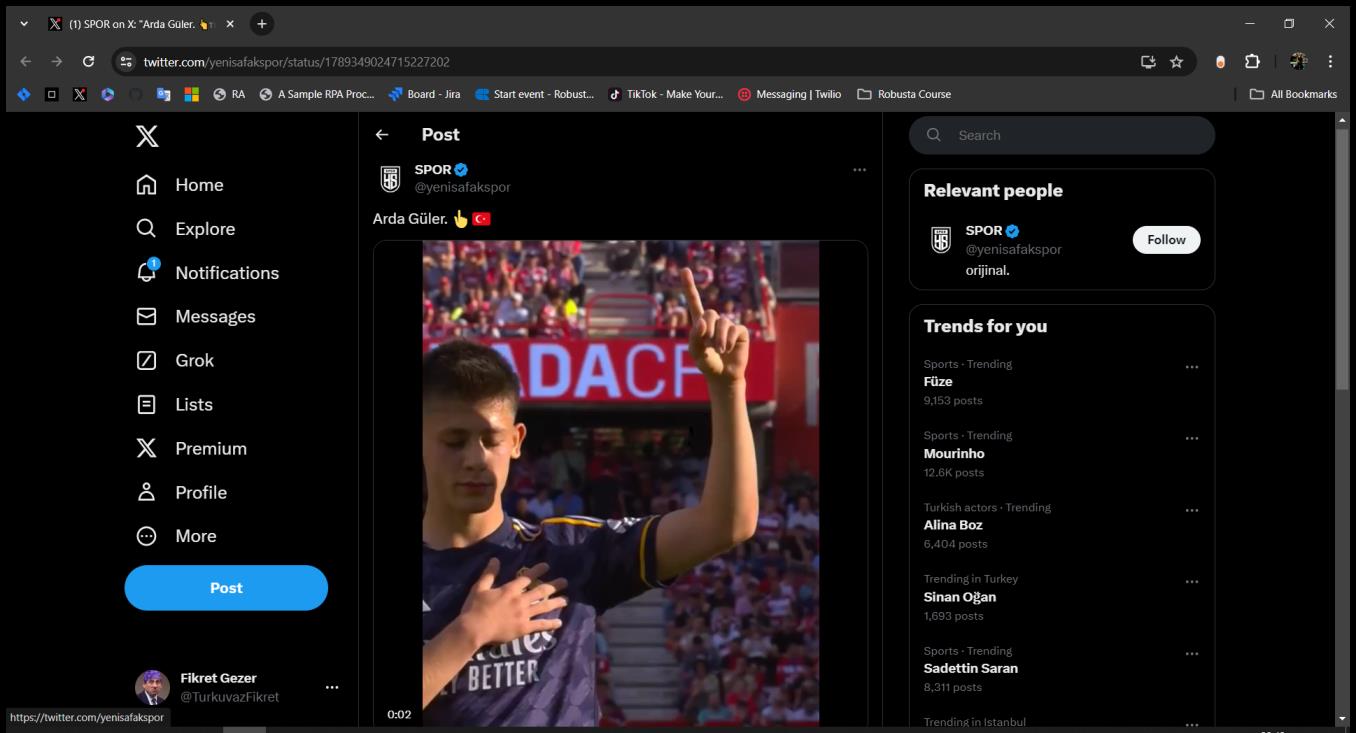 (1) SPOR on X: "Arda Güler. 👆
twitter.com/yenisafakspor/status/1789349024715227202
RA
A Sample RPA Proc...
Board - Jira
Start event - Robust...
TikTok - Make Your...
Messaging | Twilio
Robusta Course
All Bookmarks
Home
Explore
1
Notifications
Messages
Grok
Lists
Premium
Profile
More
Post
Fikret Gezer
@TurkuvazFikret
https://twitter.com/yenisafakspor
Post
SPOR
@yenisafakspor
Arda Güler. 👆🇹🇷
ADACF
BETTER
0:02
Search
Relevant people
SPOR
@yenisafakspor
Follow
orijinal.
Trends for you
Sports · Trending
Füze
9,153 posts
Sports · Trending
Mourinho
12.6K posts
Turkish actors · Trending
Alina Boz
6,404 posts
Trending in Turkey
Sinan Oğan
1,693 posts
Sports · Trending
Sadettin Saran
8,311 posts
Trending in Istanbul